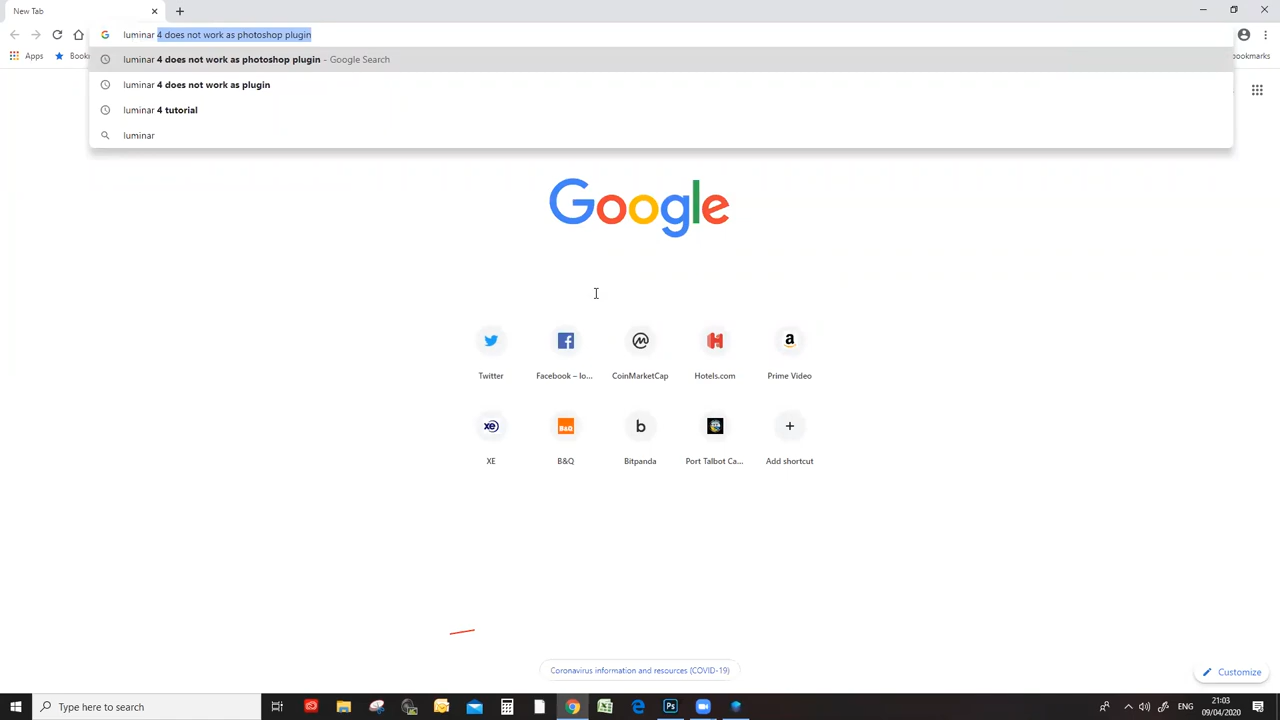 New Tab
luminar 4 does not work as photoshop plugin
Apps
Book
bookmarks
luminar 4 does not work as photoshop plugin - Google Search
luminar 4 does not work as plugin
luminar 4 tutorial
luminar
Google
Twitter
Facebook – lo...
CoinMarketCap
Hotels.com
Prime Video
XE
B&Q
Bitpanda
Port Talbot Ca...
Add shortcut
Coronavirus information and resources (COVID-19)
Customize
Type here to search
ENG
21:03
09/04/2020